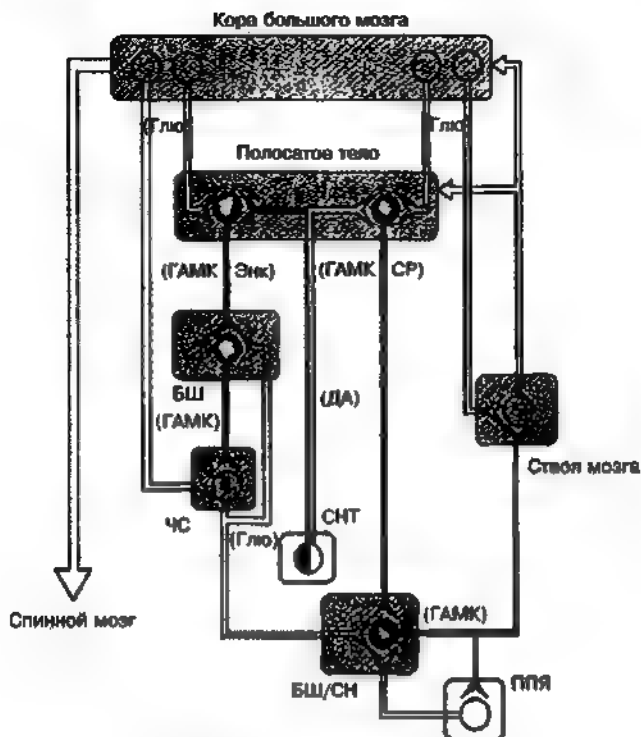 Кора большого мозга
(Глю)
Глю
Полосатое тело
(ГАМК Энк)
(ГАМК СР)
БШ
(ГАМК)
(ДА)
Ствол мозга
ЧС
(Глю)
СНТ
Спинной мозг
(ГАМК)
БШ/СН
ППЯ